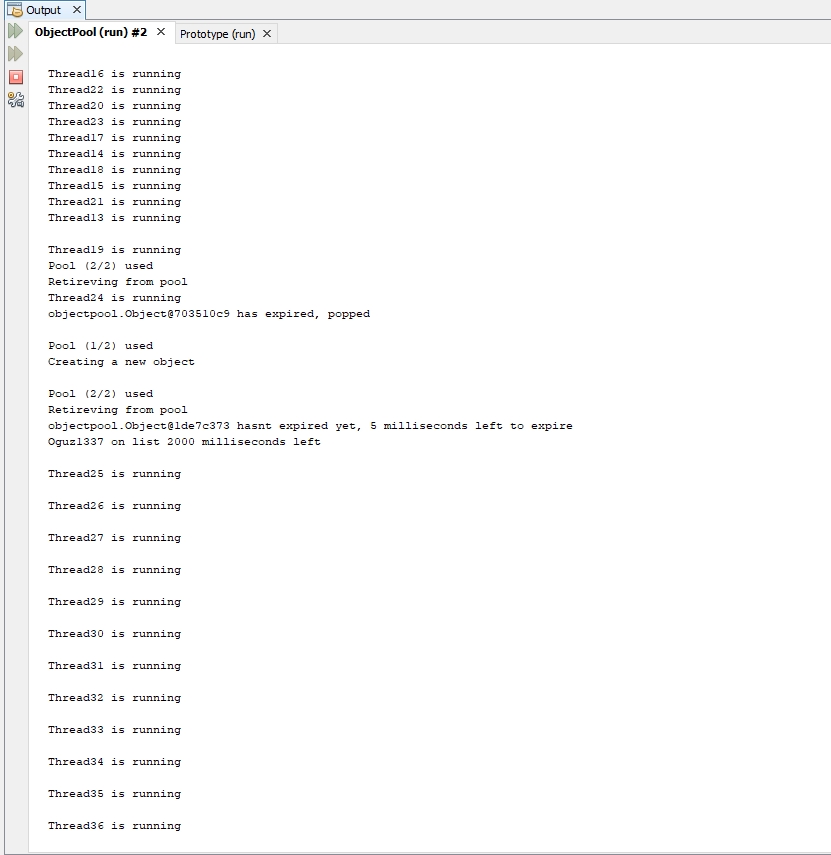 Output
ObjectPool (run) #2
Prototype (run)
Thread16 is running
Thread22 is running
Thread20 is running
Thread23 is running
Thread17 is running
Thread14 is running
Thread18 is running
Thread15 is running
Thread21 is running
Thread13 is running
Thread19 is running
Pool (2/2) used
Retireving from pool
Thread24 is running
objectpool.Object@703510c9 has expired, popped
Pool (1/2) used
Creating a new object
Pool (2/2) used
Retireving from pool
objectpool.Object@1de7c373 hasnt expired yet, 5 milliseconds left to expire
Oguz1337 on list 2000 milliseconds left
Thread25 is running
Thread26 is running
Thread27 is running
Thread28 is running
Thread29 is running
Thread30 is running
Thread31 is running
Thread32 is running
Thread33 is running
Thread34 is running
Thread35 is running
Thread36 is running